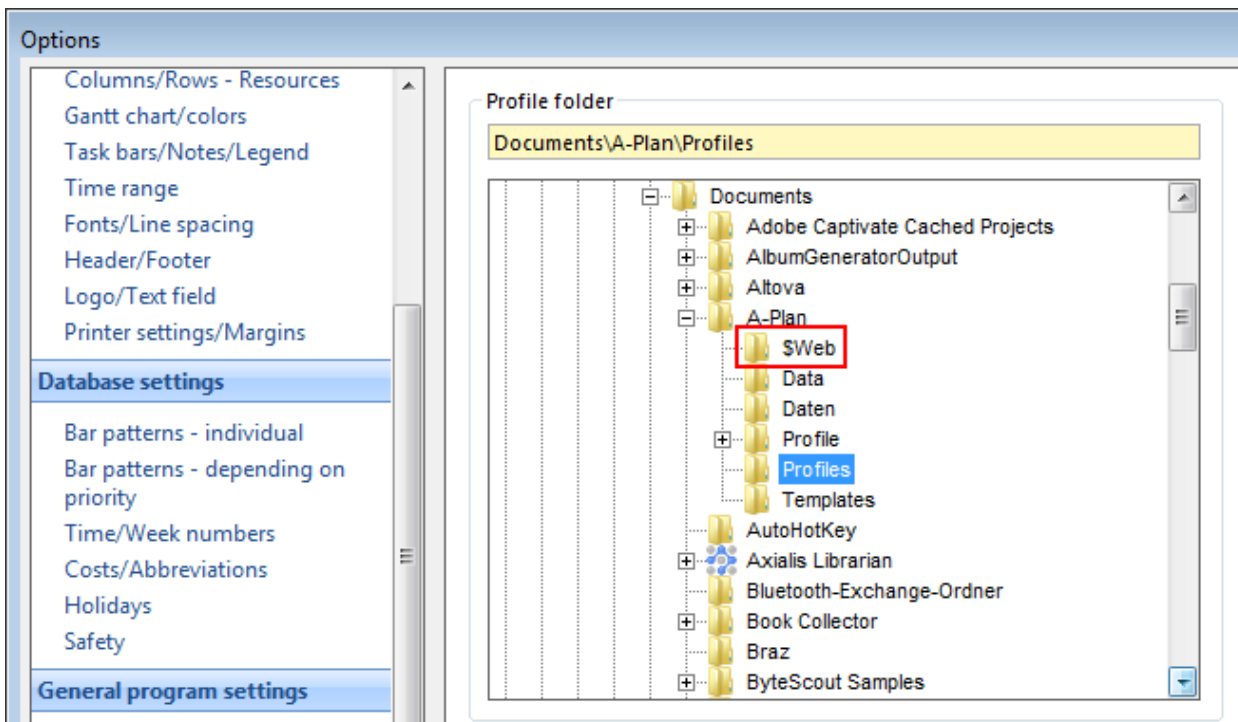 Options
Columns/Rows - Resources
Gantt chart/colors
Task bars/Notes/Legend
Time range
Fonts/Line spacing
Header/Footer
Logo/Text field
Printer settings/Margins
Database settings
Bar patterns - individual
Bar patterns - depending on
priority
Time/Week numbers
Costs/Abbreviations
Holidays
Safety
General program settings
Profile folder
Documents\A-Plan\Profiles
Documents
Adobe Captivate Cached Projects
AlbumGeneratorOutput
Altova
A-Plan
$Web
Data
Daten
Profile
Profiles
Templates
AutoHotKey
Axialis Librarian
Bluetooth-Exchange-Ordner
Book Collector
Braz
ByteScout Samples